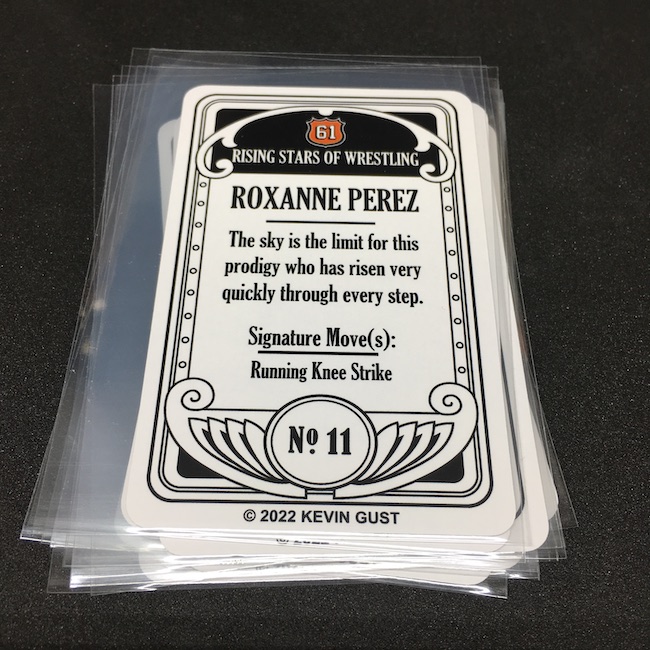 61
RISING STARS OF WRESTLING
ROXANNE PEREZ
The sky is the limit for this
prodigy who has risen very
quickly through every step.
Signature Move(s):
Running Knee Strike
Nº 11
© 2022 KEVIN GUST